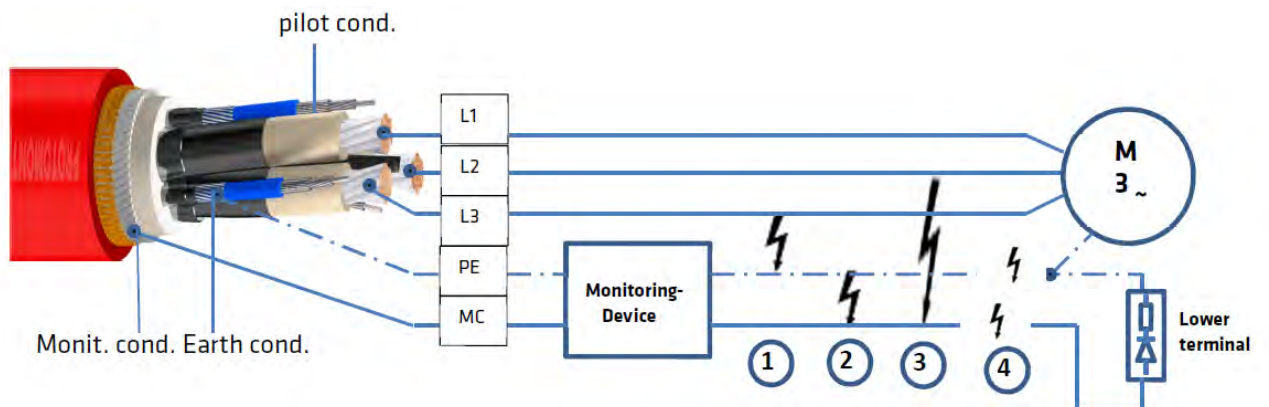 pilot cond.
L1
L2
L3
PE
MC
M
3 ~
Monitoring-
Device
Lower
terminal
1
2
3
4
Monit. cond. Earth cond.